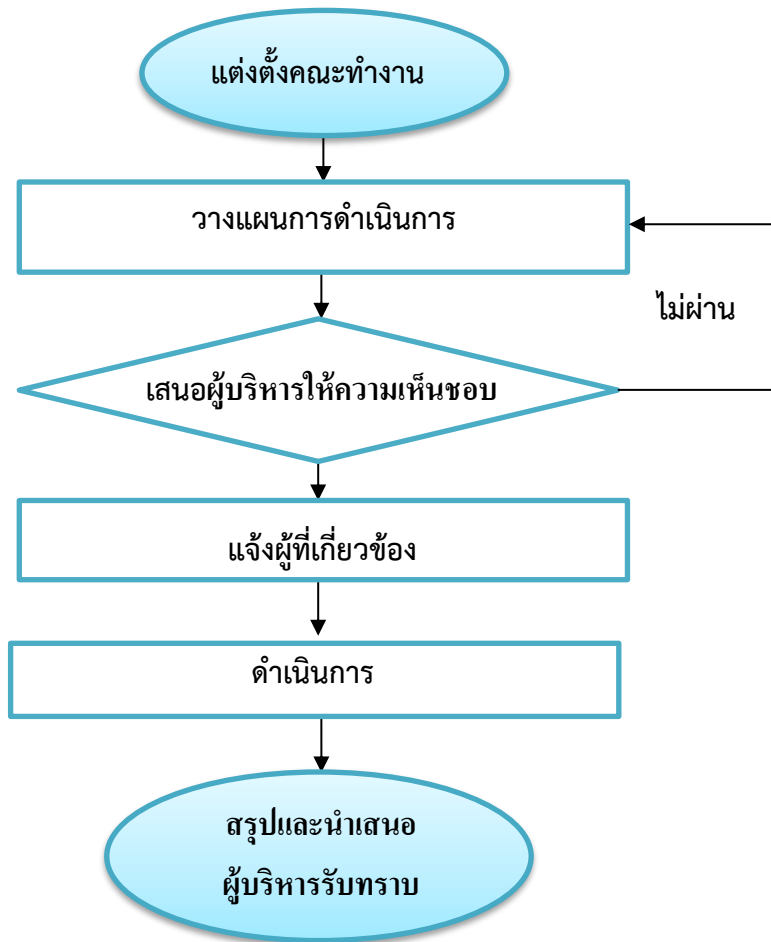 แต่งตั้งคณะทำงาน
วางแผนการดำเนินการ
ไม่ผ่าน
เสนอผู้บริหารให้ความเห็นชอบ
แจ้งผู้ที่เกี่ยวข้อง
ดำเนินการ
สรุปและนำเสนอ
ผู้บริหารรับทราบ